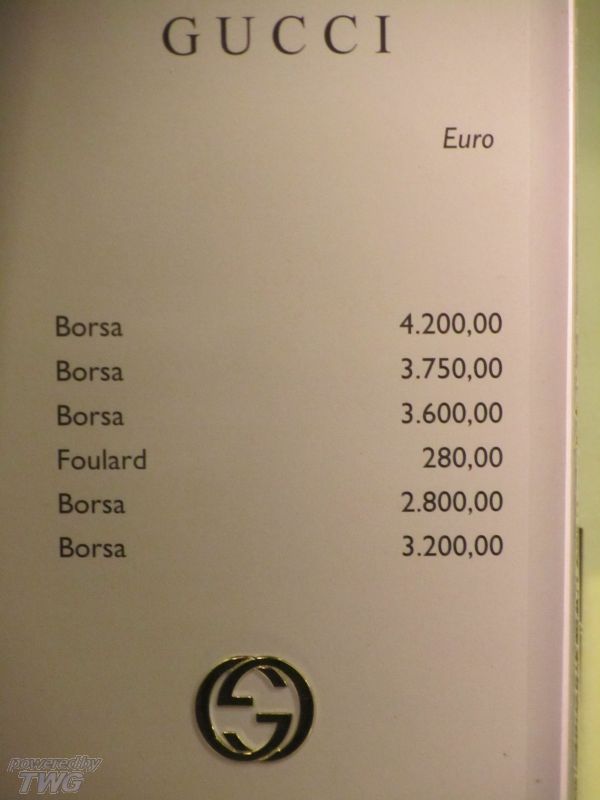 GUCCI
Euro
Borsa 4.200,00
Borsa 3.750,00
Borsa 3.600,00
Foulard 280,00
Borsa 2.800,00
Borsa 3.200,00
powered by
TWG